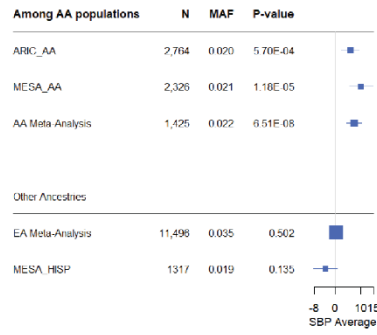 Among AA populations N MAF P-value
ARIC_AA 2,764 0.020 5.70E-04
MESA_AA 2,326 0.021 1.18E-05
AA Meta-Analysis 1,425 0.022 6.51E-08
Other Ancestries
EA Meta-Analysis 11,496 0.035 0.502
MESA_HISP 1317 0.019 0.135
-8 0 1015
SBP Average